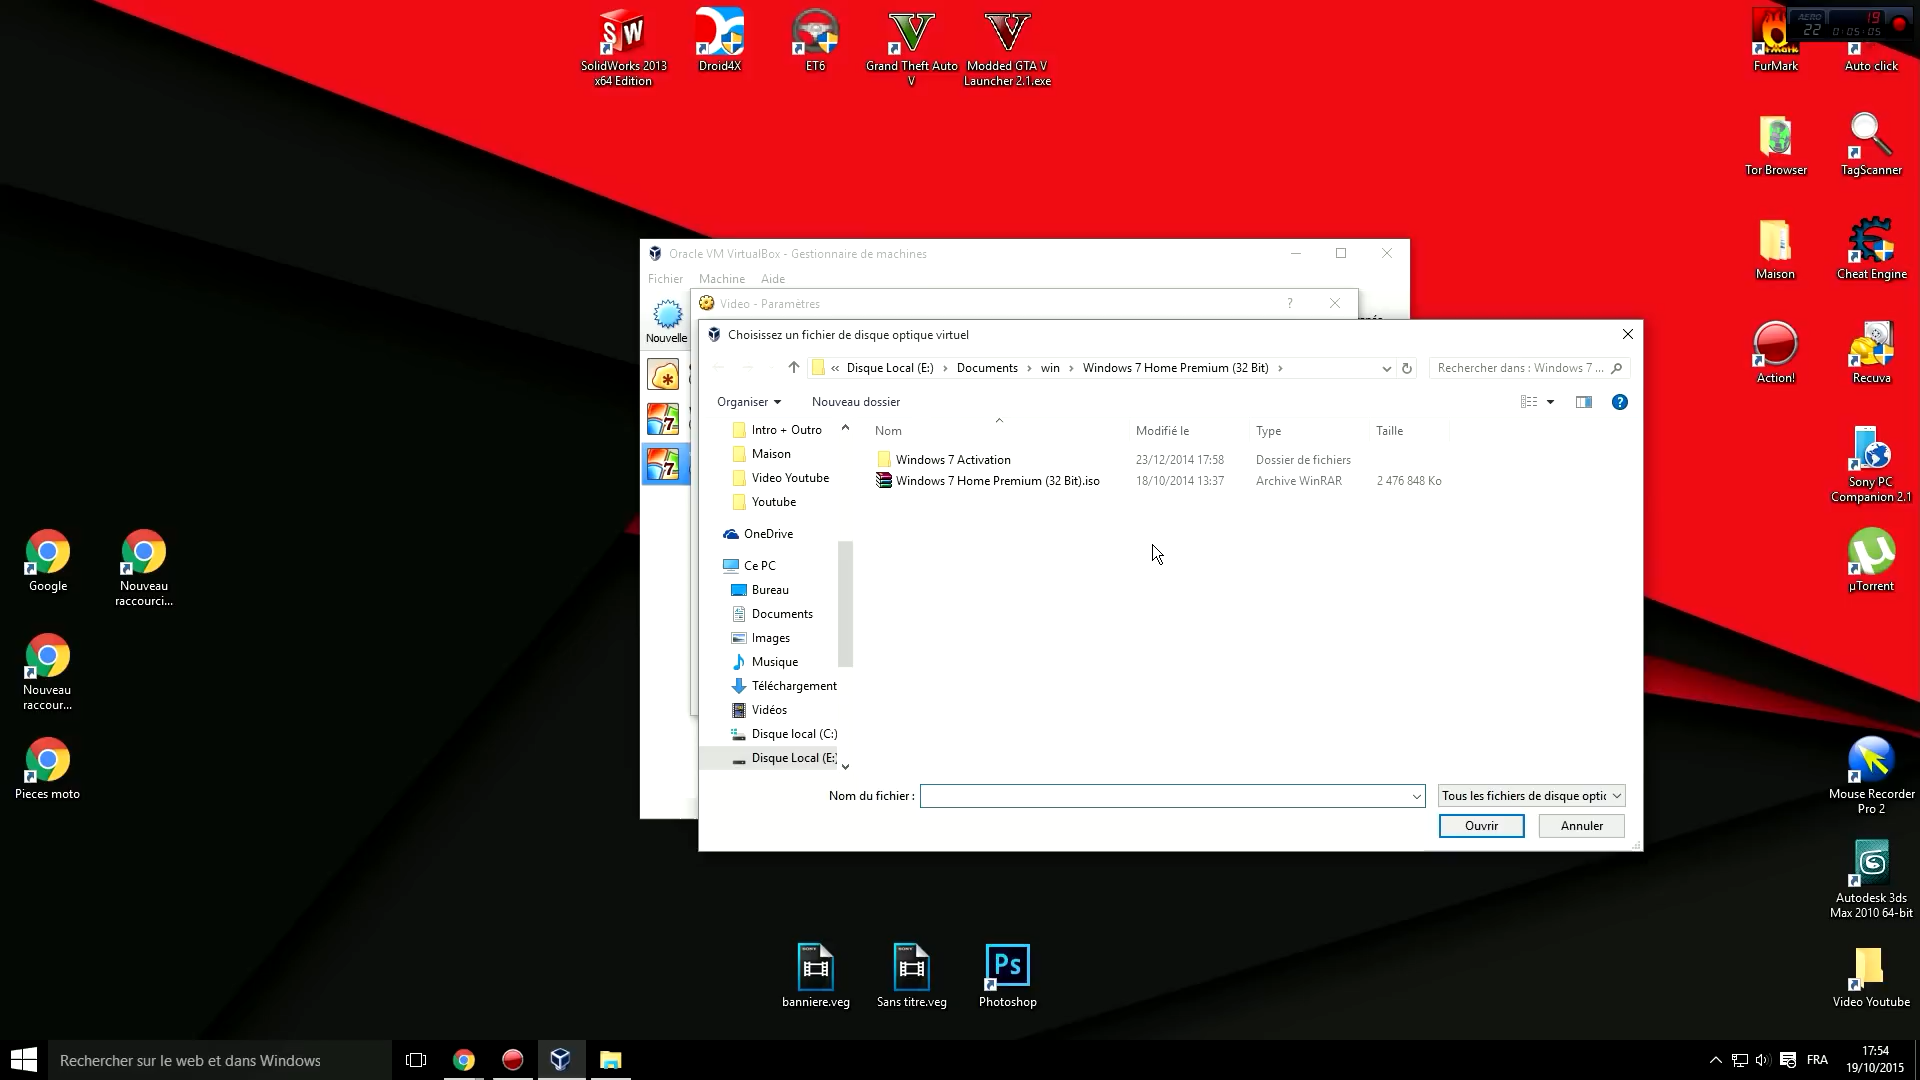 SolidWorks 2013
x64 Edition
Droid4X
ET6
Grand Theft Auto
V
Modded GTA V
Launcher 2.1.exe
FurMark
AERO
22
19
0:05:05
Auto click
Tor Browser
TagScanner
Maison
Cheat Engine
Action!
Recuva
Sony PC
Companion 2.1
µTorrent
Mouse Recorder
Pro 2
Autodesk 3ds
Max 2010 64-bit
Video Youtube
Google
Nouveau
raccourci...
Nouveau
raccour...
Pieces moto
Oracle VM VirtualBox - Gestionnaire de machines
Fichier Machine Aide
Nouvelle
Video - Paramètres
?
Choisissez un fichier de disque optique virtuel
« Disque Local (E:) › Documents › win › Windows 7 Home Premium (32 Bit) ›
Rechercher dans : Windows 7 ...
Organiser
Nouveau dossier
Intro + Outro
Maison
Video Youtube
Youtube
OneDrive
Ce PC
Bureau
Documents
Images
Musique
Téléchargement
Vidéos
Disque local (C:)
Disque Local (E:)
Nom Modifié le Type Taille
Windows 7 Activation 23/12/2014 17:58 Dossier de fichiers
Windows 7 Home Premium (32 Bit).iso 18/10/2014 13:37 Archive WinRAR 2 476 848 Ko
Nom du fichier :
Tous les fichiers de disque optic
Ouvrir
Annuler
banniere.veg
Sans titre.veg
Ps
Photoshop
Rechercher sur le web et dans Windows
FRA
17:54
19/10/2015